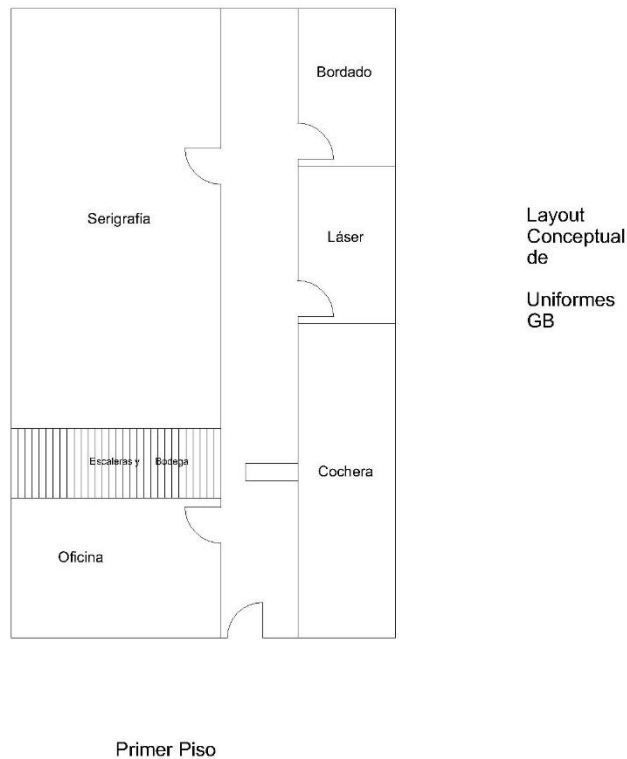 Bordado
Serigrafía
Láser
Layout
Conceptual
de
Uniformes
GB
Escaleras y Bodega
Cochera
Oficina
Primer Piso